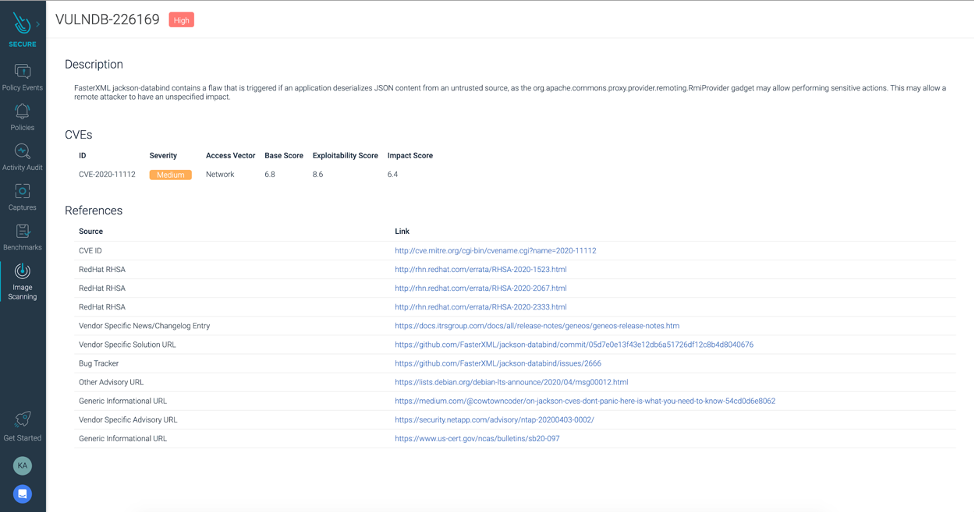 VULNDB-226169 High
SECURE
Policy Events
Policies
Activity Audit
Captures
Benchmarks
Image
Scanning
Get Started
KA
Description
FasterXML jackson-databind contains a flaw that is triggered if an application deserializes JSON content from an untrusted source, as the org.apache.commons.proxy.provider.remoting.RmiProvider gadget may allow performing sensitive actions. This may allow a
remote attacker to have an unspecified impact.
CVEs
ID Severity Access Vector Base Score Exploitability Score Impact Score
CVE-2020-11112 Medium Network 6.8 8.6 6.4
References
Source Link
CVE ID http://cve.mitre.org/cgi-bin/cvename.cgi?name=2020-11112
RedHat RHSA http://rhn.redhat.com/errata/RHSA-2020-1523.html
RedHat RHSA http://rhn.redhat.com/errata/RHSA-2020-2067.html
RedHat RHSA http://rhn.redhat.com/errata/RHSA-2020-2333.html
Vendor Specific News/Changelog Entry https://docs.itrsgroup.com/docs/all/release-notes/geneos/geneos-release-notes.htm
Vendor Specific Solution URL https://github.com/FasterXML/jackson-databind/commit/05d7e0e13f43e12db6a51726df12c8b4d8040676
Bug Tracker https://github.com/FasterXML/jackson-databind/issues/2666
Other Advisory URL https://lists.debian.org/debian-lts-announce/2020/04/msg00012.html
Generic Informational URL https://medium.com/@cowtowncoder/on-jackson-cves-dont-panic-here-is-what-you-need-to-know-54cd0d6e8062
Vendor Specific Advisory URL https://security.netapp.com/advisory/ntap-20200403-0002/
Generic Informational URL https://www.us-cert.gov/ncas/bulletins/sb20-097